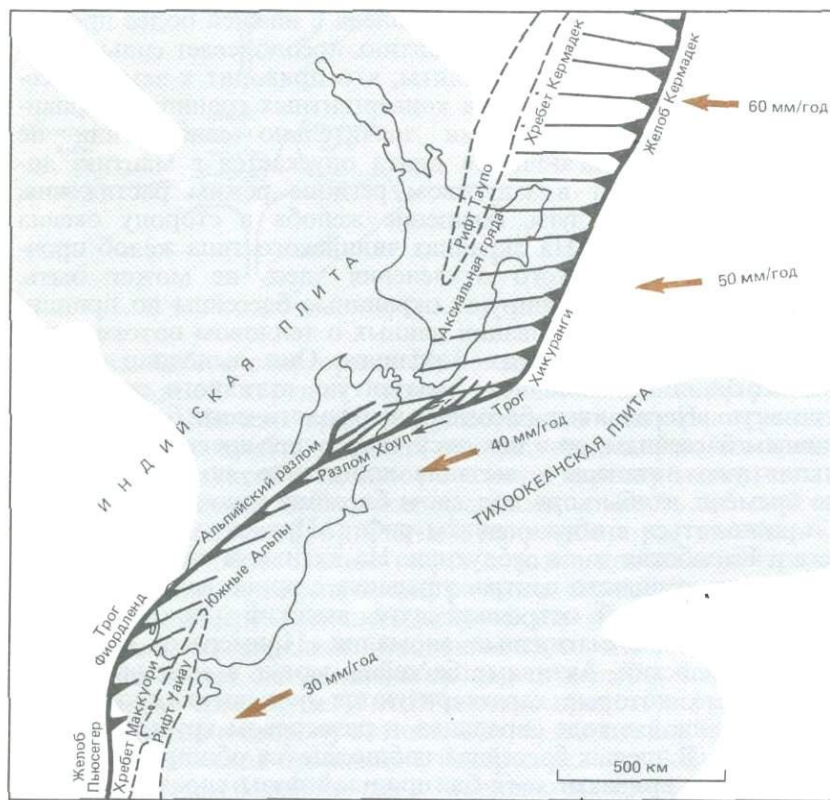 Хребет Кермадек
Желоб Кермадек
60 мм/год
Рифт Таупо
Аксиальная гряда
50 мм/год
ИНДИЙСКАЯ ПЛИТА
Хикуранги
Трог
ТИХООКЕАНСКАЯ ПЛИТА
40 мм/год
Разлом Хоуп
Альпийский разлом
Южные Альпы
Трог
Фиордленд
30 мм/год
Хребет Маккуори
Рифт Уайау
Желоб
Пьюсегер
500 км